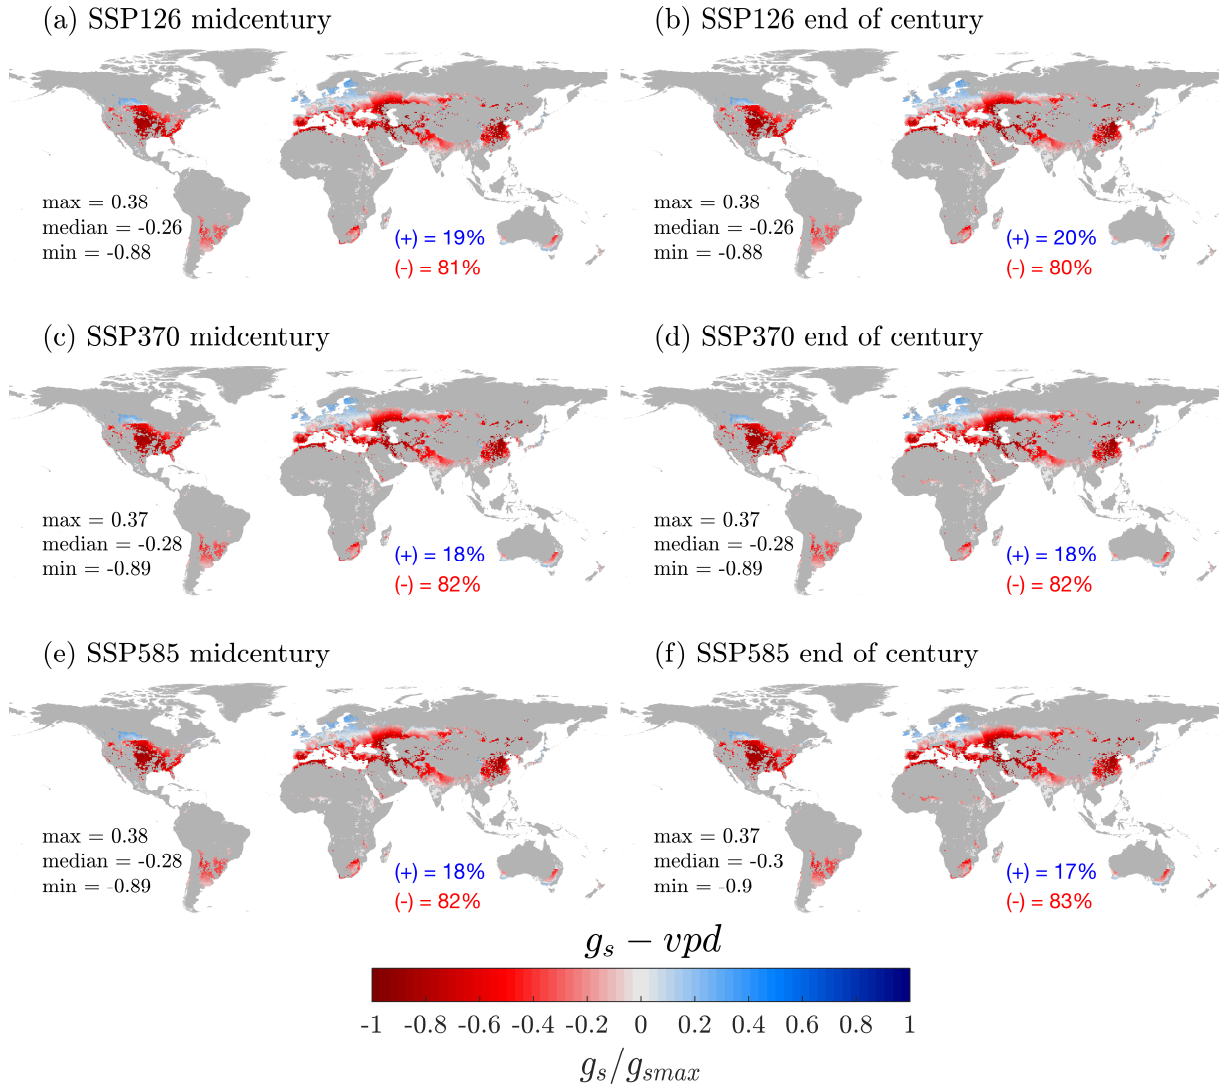 (a) SSP126 midcentury
max = 0.38
median = -0.26
min = -0.88
(+) = 19%
(-) = 81%
(b) SSP126 end of century
max = 0.38
median = -0.26
min = -0.88
(+) = 20%
(-) = 80%
(c) SSP370 midcentury
max = 0.37
median = -0.28
min = -0.89
(+) = 18%
(-) = 82%
(d) SSP370 end of century
max = 0.37
median = -0.28
min = -0.89
(+) = 18%
(-) = 82%
(e) SSP585 midcentury
max = 0.38
median = -0.28
min = -0.89
(+) = 18%
(-) = 82%
(f) SSP585 end of century
max = 0.37
median = -0.3
min = -0.9
(+) = 17%
(-) = 83%
g_s − vpd
-1 -0.8 -0.6 -0.4 -0.2 0 0.2 0.4 0.6 0.8 1
g_s/g_smax